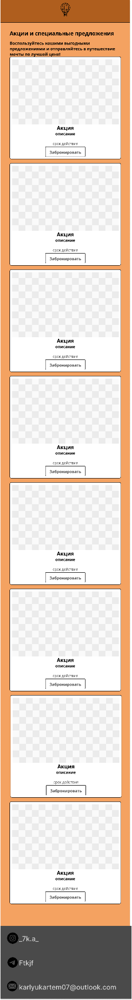 Акции и специальные предложения
Воспользуйтесь нашими выгодными
предложениями и отправляйтесь в путешествие
мечты по лучшей цене!
Акция
описание
срок действия
Забронировать
Акция
описание
срок действия
Забронировать
Акция
описание
срок действия
Забронировать
Акция
описание
срок действия
Забронировать
Акция
описание
срок действия
Забронировать
Акция
описание
срок действия
Забронировать
Акция
описание
срок действия
Забронировать
Акция
описание
срок действия
Забронировать
_7k.a_
Ftkjf
karlyukartem07@outlook.com